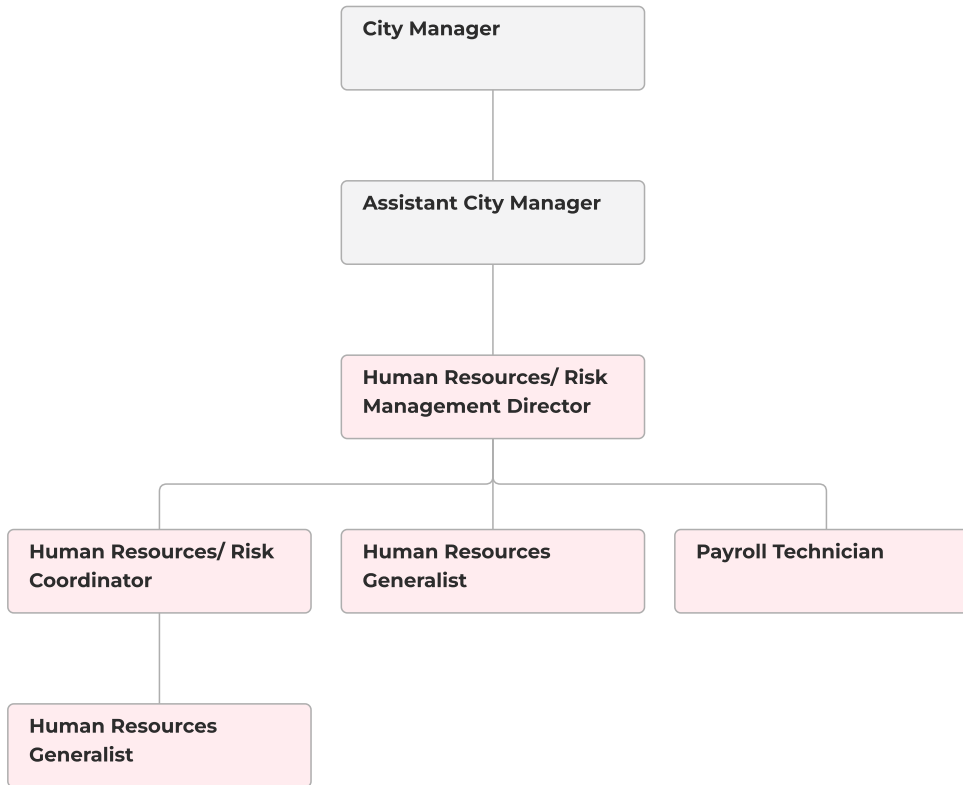 City Manager
Assistant City Manager
Human Resources/ Risk
Management Director
Human Resources/ Risk
Coordinator
Human Resources
Generalist
Payroll Technician
Human Resources
Generalist